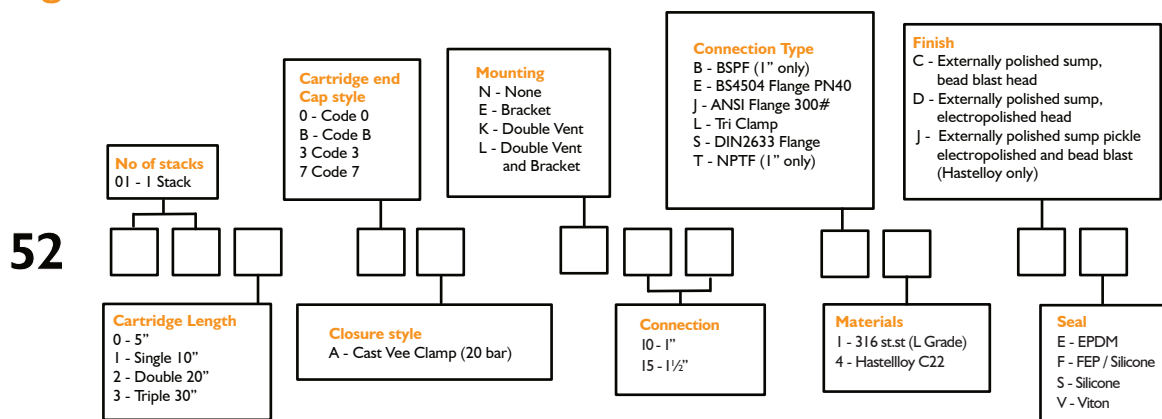 No of stacks
01 - 1 Stack
Cartridge end
Cap style
0 - Code 0
B - Code B
3 Code 3
7 Code 7
Mounting
N - None
E - Bracket
K - Double Vent
L - Double Vent
and Bracket
Connection Type
B - BSPF (1” only)
E - BS4504 Flange PN40
J - ANSI Flange 300#
L - Tri Clamp
S - DIN2633 Flange
T - NPTF (1” only)
Finish
C - Externally polished sump,
bead blast head
D - Externally polished sump,
electropolished head
J - Externally polished sump pickle
electropolished and bead blast
(Hastelloy only)
52
Cartridge Length
0 - 5”
1 - Single 10”
2 - Double 20”
3 - Triple 30”
Closure style
A - Cast Vee Clamp (20 bar)
Connection
10 - 1”
15 - 1½”
Materials
1 - 316 st.st (L Grade)
4 - Hastellloy C22
Seal
E - EPDM
F - FEP / Silicone
S - Silicone
V - Viton